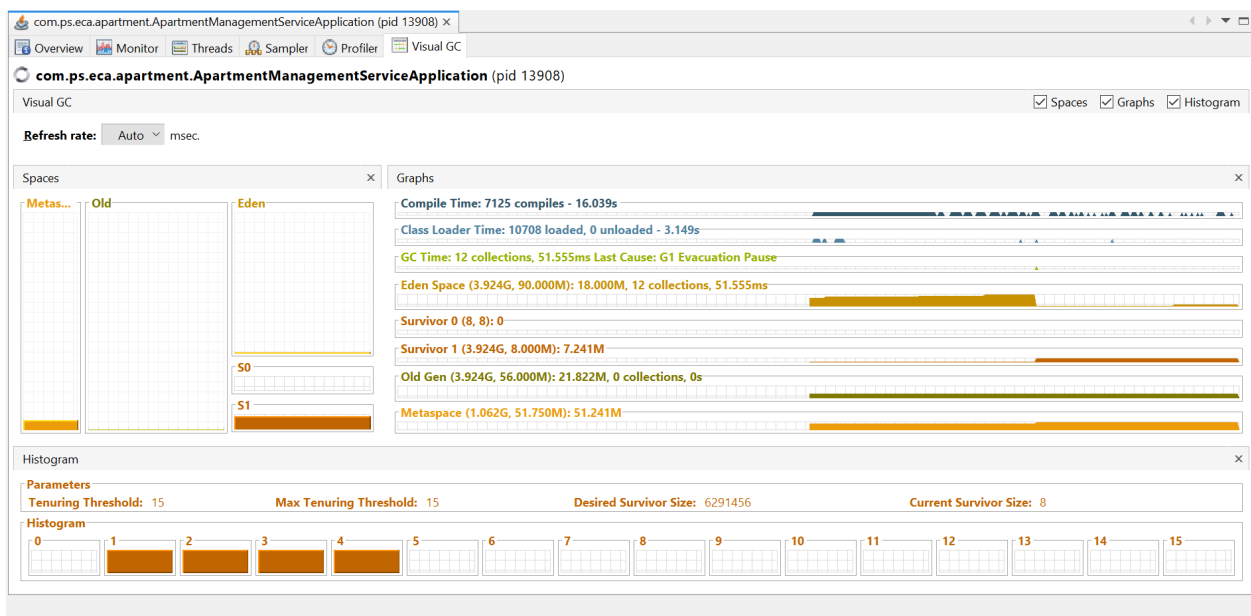 com.ps.eca.apartment.ApartmentManagementServiceApplication (pid 13908) ×
Overview Monitor Threads Sampler Profiler Visual GC
com.ps.eca.apartment.ApartmentManagementServiceApplication (pid 13908)
Visual GC Spaces Graphs Histogram
Refresh rate: Auto msec.
Spaces ×
Metas... Old Eden
S0
S1
Graphs ×
Compile Time: 7125 compiles - 16.039s
Class Loader Time: 10708 loaded, 0 unloaded - 3.149s
GC Time: 12 collections, 51.555ms Last Cause: G1 Evacuation Pause
Eden Space (3.924G, 90.000M): 18.000M, 12 collections, 51.555ms
Survivor 0 (8, 8): 0
Survivor 1 (3.924G, 8.000M): 7.241M
Old Gen (3.924G, 56.000M): 21.822M, 0 collections, 0s
Metaspace (1.062G, 51.750M): 51.241M
Histogram ×
Parameters
Tenuring Threshold: 15 Max Tenuring Threshold: 15 Desired Survivor Size: 6291456 Current Survivor Size: 8
Histogram
0 1 2 3 4 5 6 7 8 9 10 11 12 13 14 15